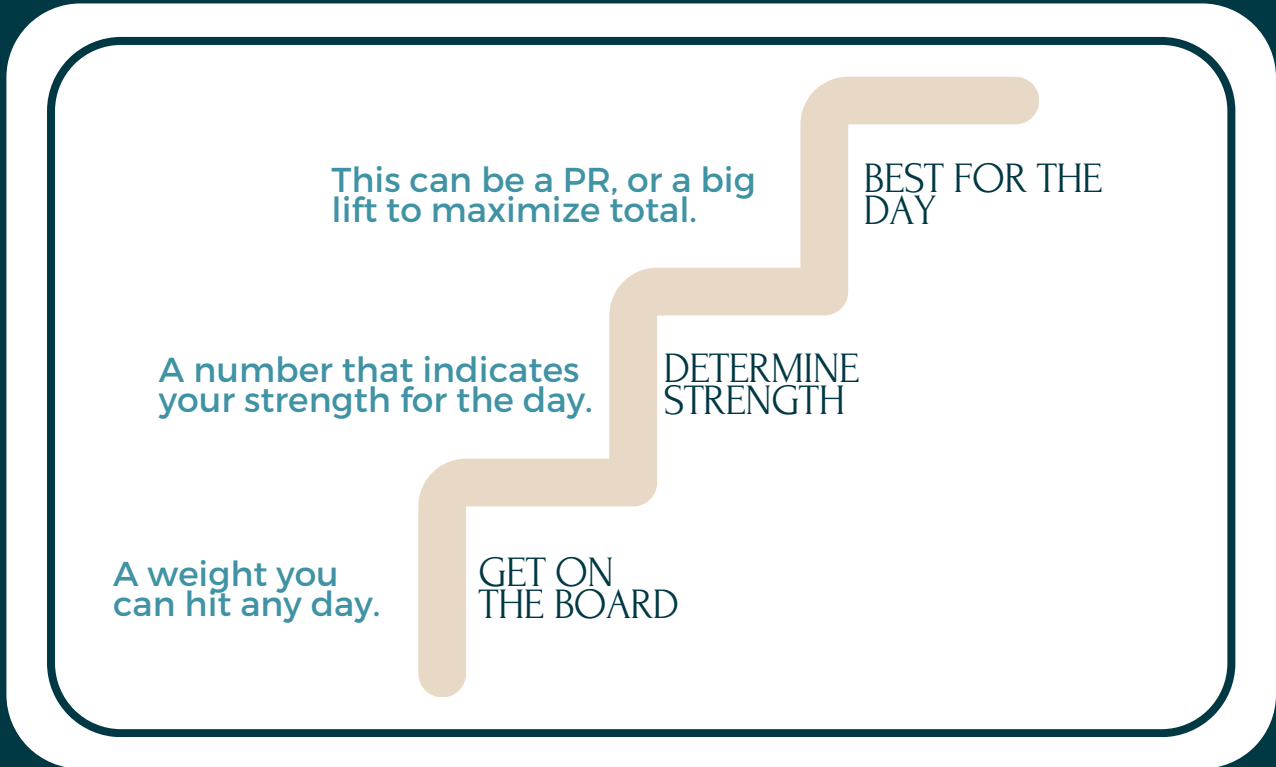 This can be a PR, or a big
lift to maximize total.
BEST FOR THE
DAY
A number that indicates
your strength for the day.
DETERMINE
STRENGTH
A weight you
can hit any day.
GET ON
THE BOARD